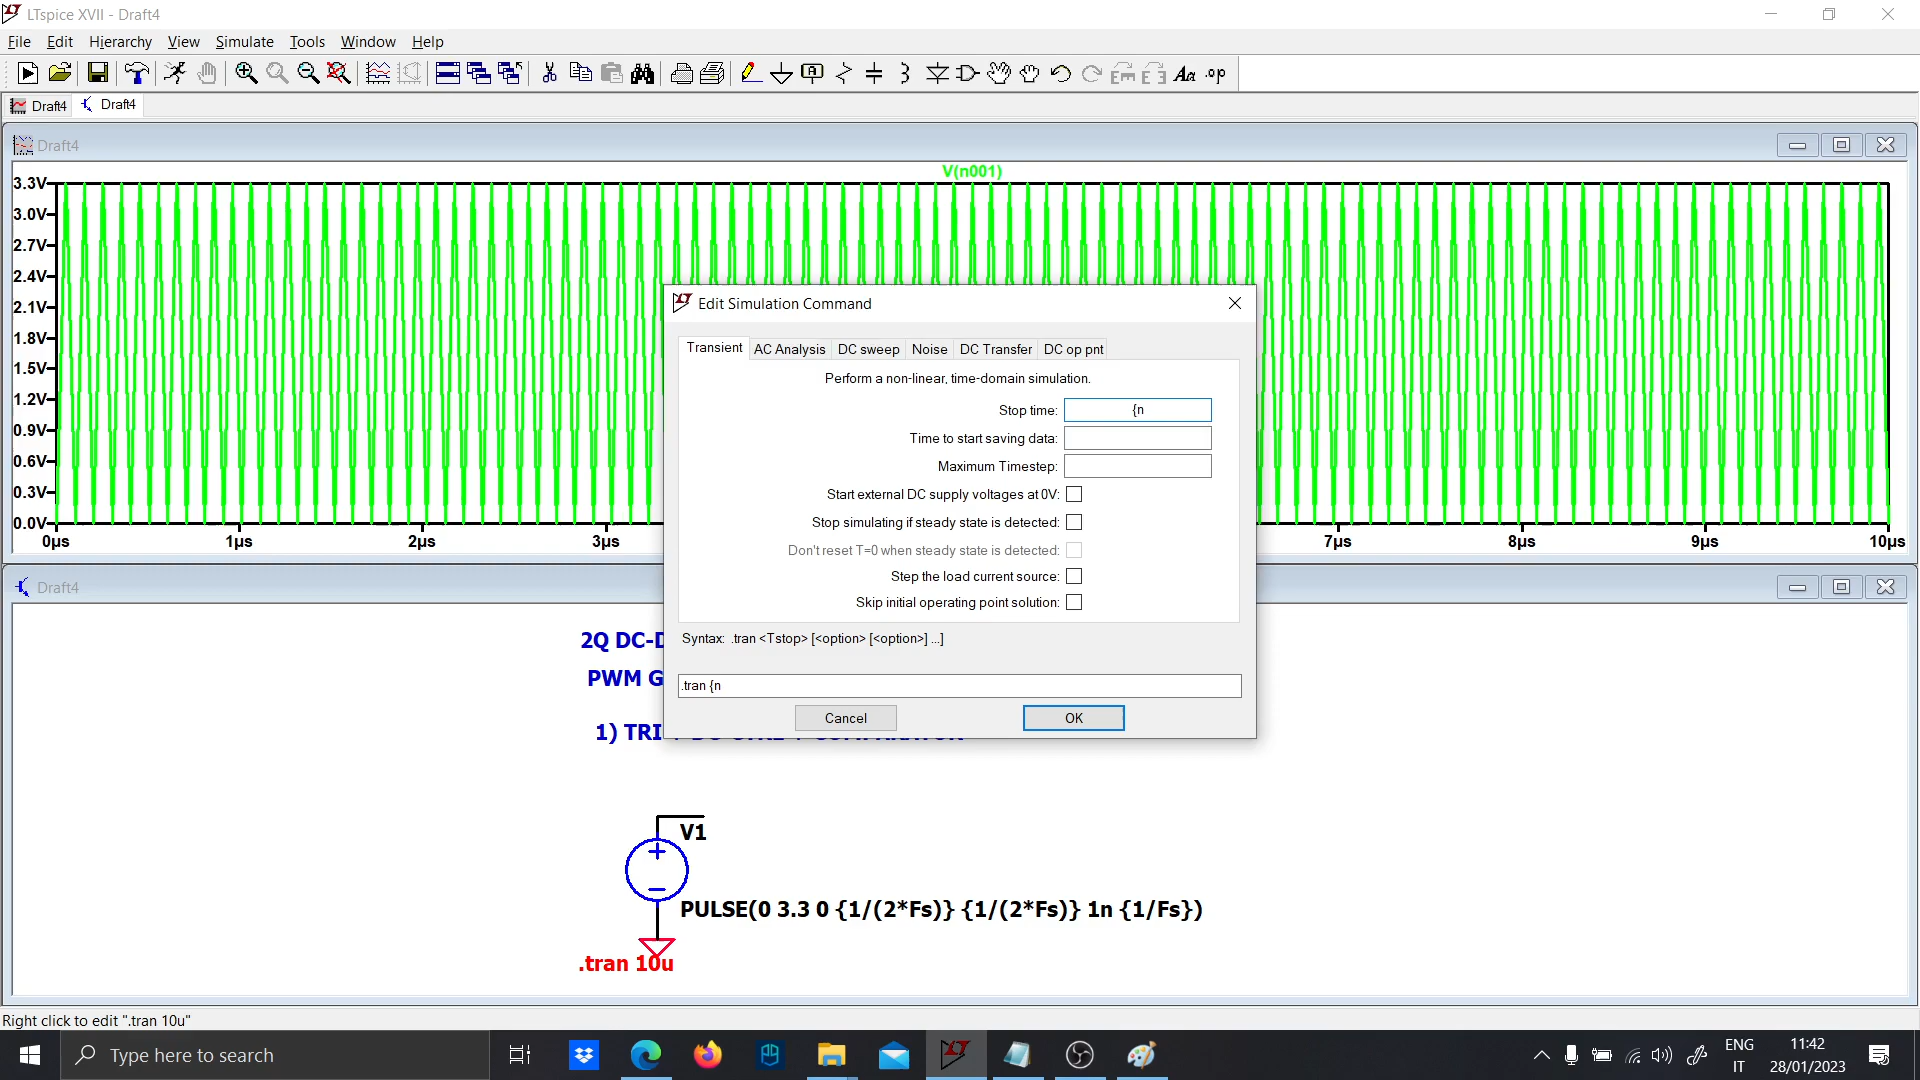 LTspice XVII - Draft4
File Edit Hierarchy View Simulate Tools Window Help
Draft4 Draft4
Draft4
V(n001)
3.3V
3.0V
2.7V
2.4V
2.1V
1.8V
1.5V
1.2V
0.9V
0.6V
0.3V
0.0V
0µs 1µs 2µs 3µs 7µs 8µs 9µs 10µs
Edit Simulation Command
Transient AC Analysis DC sweep Noise DC Transfer DC op pnt
Perform a non-linear, time-domain simulation.
Stop time: {n
Time to start saving data:
Maximum Timestep:
Start external DC supply voltages at 0V:
Stop simulating if steady state is detected:
Don't reset T=0 when steady state is detected:
Step the load current source:
Skip initial operating point solution:
Syntax: .tran <Tstop> [<option> [<option>] ...]
.tran {n
Cancel OK
Draft4
2Q DC-D
PWM G
1) TRI
V1
PULSE(0 3.3 0 {1/(2*Fs)} {1/(2*Fs)} 1n {1/Fs})
.tran 10u
Right click to edit ".tran 10u"
Type here to search
ENG
IT
11:42
28/01/2023